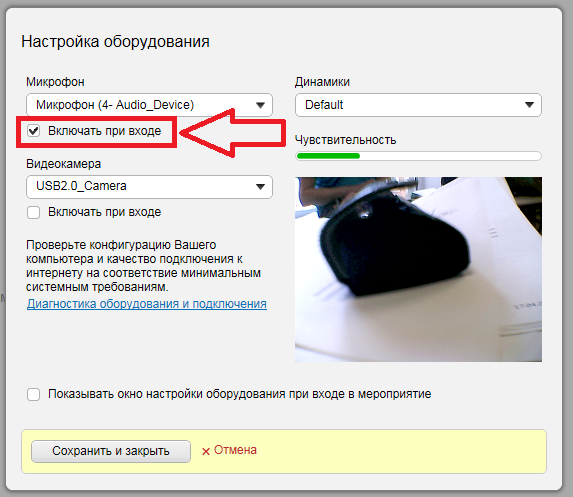 Настройка оборудования
Микрофон
Микрофон (4- Audio_Device)
Включать при входе
Видеокамера
USB2.0_Camera
Включать при входе
Проверьте конфигурацию Вашего
компьютера и качество подключения к
интернету на соответствие минимальным
системным требованиям.
Диагностика оборудования и подключения
Динамики
Default
Чувствительность
Показывать окно настройки оборудования при входе в мероприятие
Сохранить и закрыть
Отмена